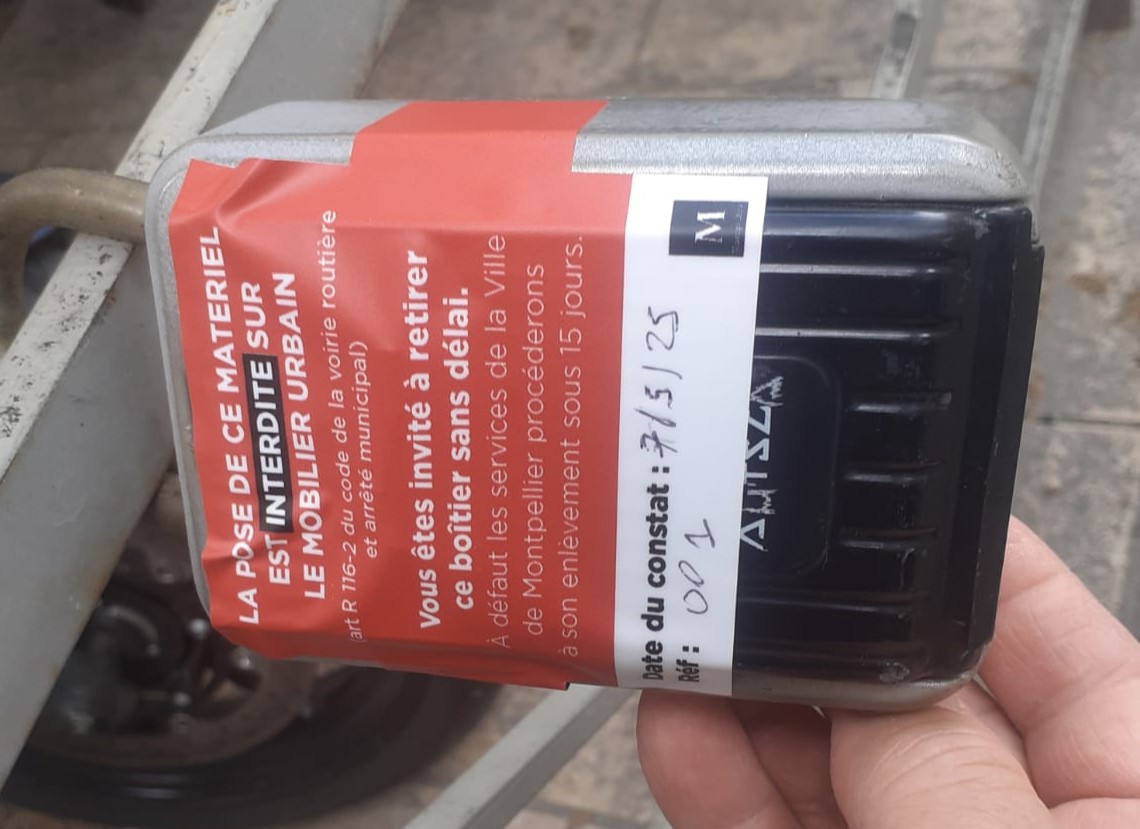 LA POSE DE CE MATERIEL
EST INTERDITE SUR
LE MOBILIER URBAIN
(art R 116-2 du code de la voirie routière
et arrêté municipal)
Vous êtes invité à retirer
ce boîtier sans délai.
A défaut les services de la Ville
de Montpellier procéderons
à son enlèvement sous 15 jours.
Date du constat : 7/5/25
Réf : 001
M